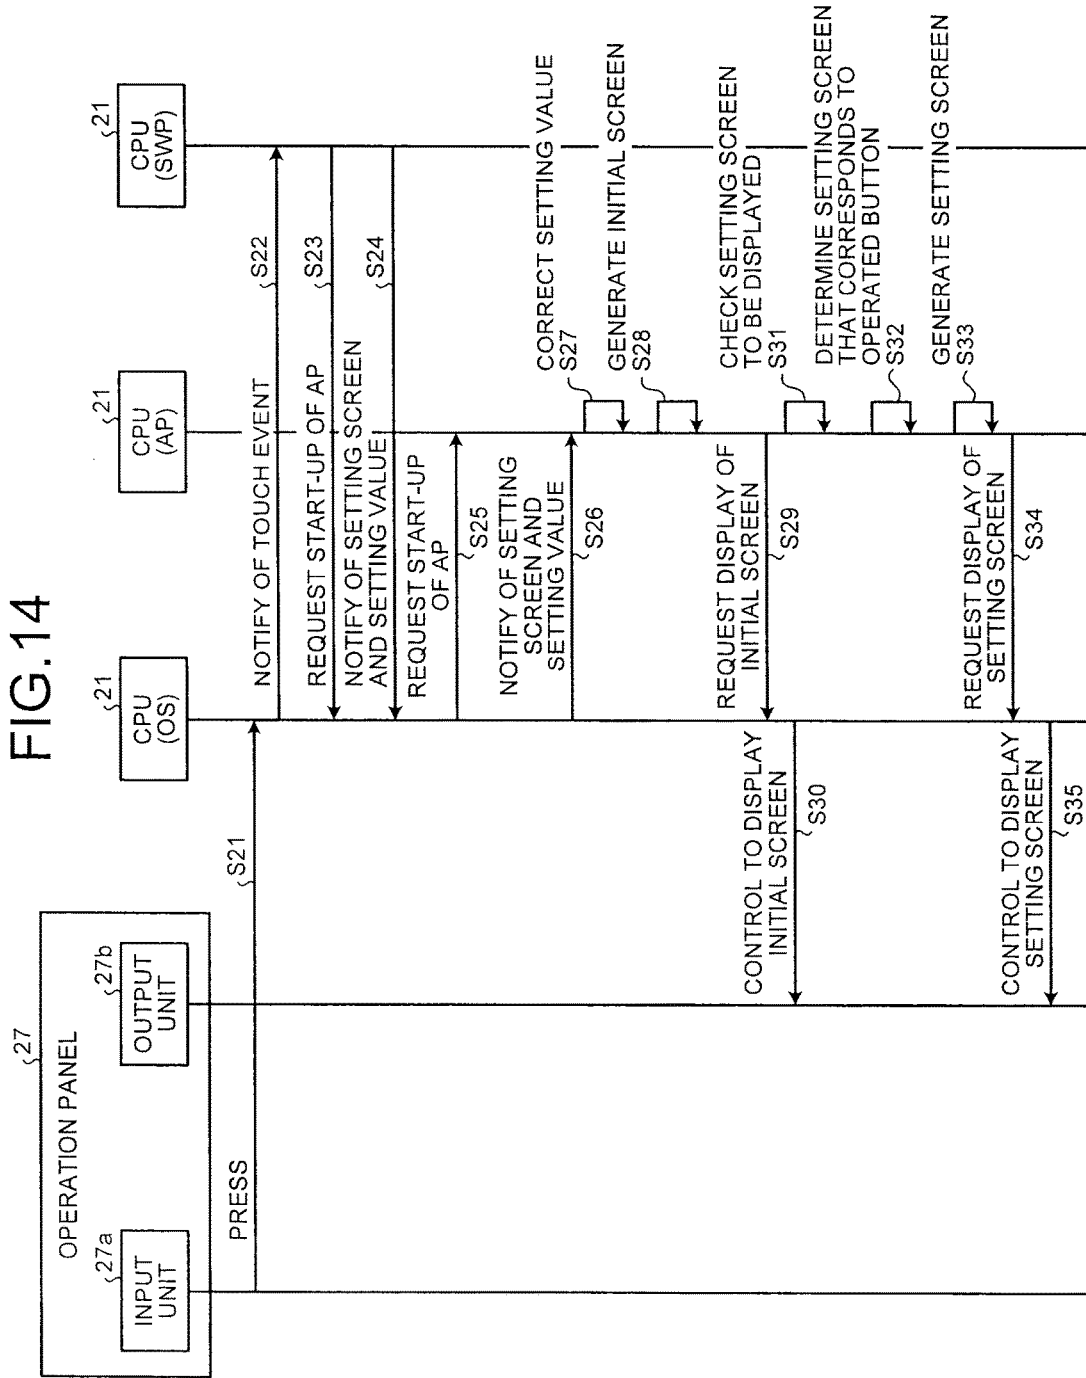 FIG.14
27
OPERATION PANEL
27a
INPUT
UNIT
27b
OUTPUT
UNIT
21
CPU
(OS)
21
CPU
(AP)
21
CPU
(SWP)
PRESS
S21
NOTIFY OF TOUCH EVENT
S22
REQUEST START-UP OF AP
S23
NOTIFY OF SETTING SCREEN
AND SETTING VALUE
S24
REQUEST START-UP
OF AP
S25
NOTIFY OF SETTING
SCREEN AND
SETTING VALUE
S26
CORRECT SETTING VALUE
S27
GENERATE INITIAL SCREEN
S28
REQUEST DISPLAY OF
INITIAL SCREEN
S29
CONTROL TO DISPLAY
INITIAL SCREEN
S30
CHECK SETTING SCREEN
TO BE DISPLAYED
S31
DETERMINE SETTING SCREEN
THAT CORRESPONDS TO
OPERATED BUTTON
S32
GENERATE SETTING SCREEN
S33
REQUEST DISPLAY OF
SETTING SCREEN
S34
CONTROL TO DISPLAY
SETTING SCREEN
S35